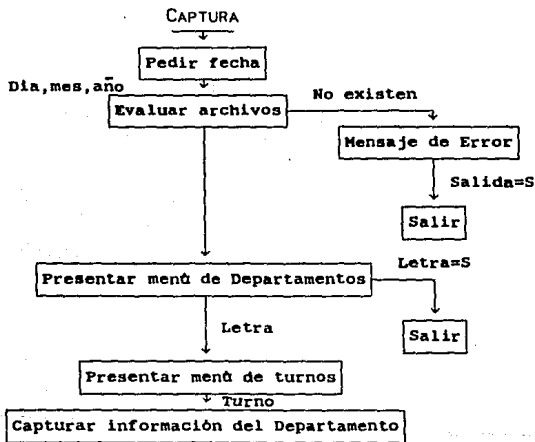 CAPTURA
Pedir fecha
Dia,mes,año
Evaluar archivos
No existen
Mensaje de Error
Salida=S
Salir
Presentar menú de Departamentos
Letra=S
Letra
Salir
Presentar menú de turnos
Turno
Capturar información del Departamento